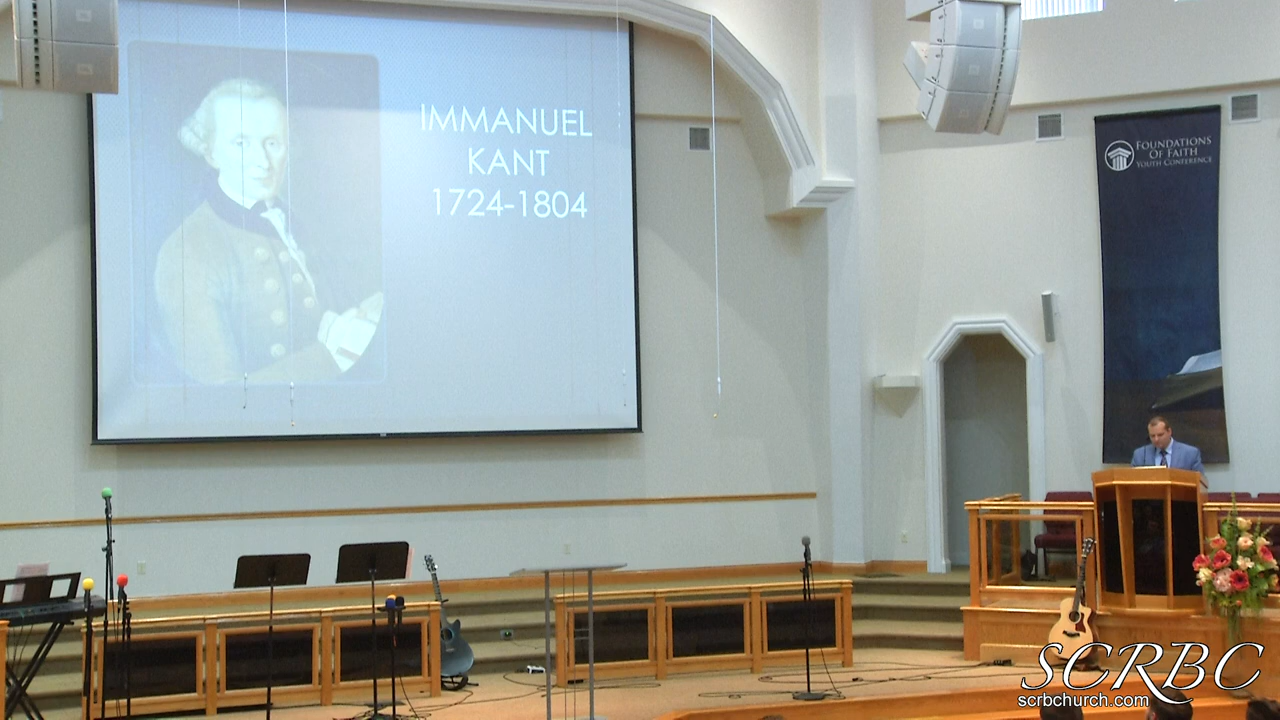 IMMANUEL
KANT
1724-1804
FOUNDATIONS
OF FAITH
YOUTH CONFERENCE
SCRBC
scrbchurch.com